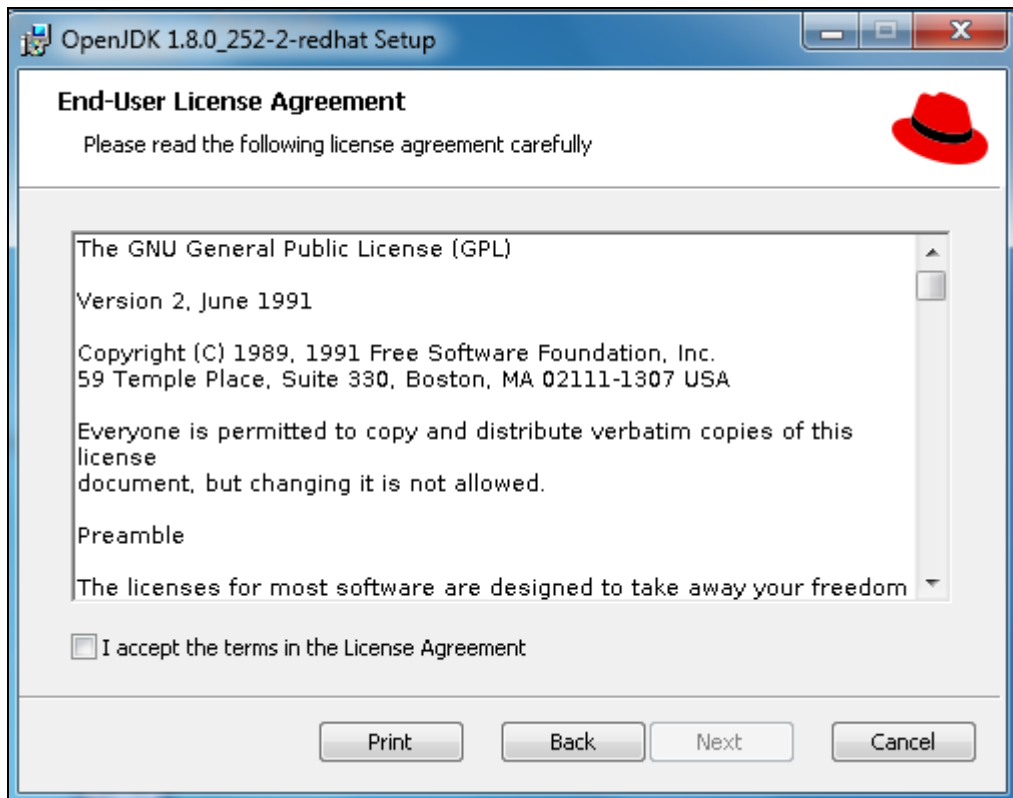 OpenJDK 1.8.0_252-2-redhat Setup
End-User License Agreement
Please read the following license agreement carefully
The GNU General Public License (GPL)
Version 2, June 1991
Copyright (C) 1989, 1991 Free Software Foundation, Inc.
59 Temple Place, Suite 330, Boston, MA 02111-1307 USA
Everyone is permitted to copy and distribute verbatim copies of this
license
document, but changing it is not allowed.
Preamble
The licenses for most software are designed to take away your freedom
I accept the terms in the License Agreement
Print Back Next Cancel